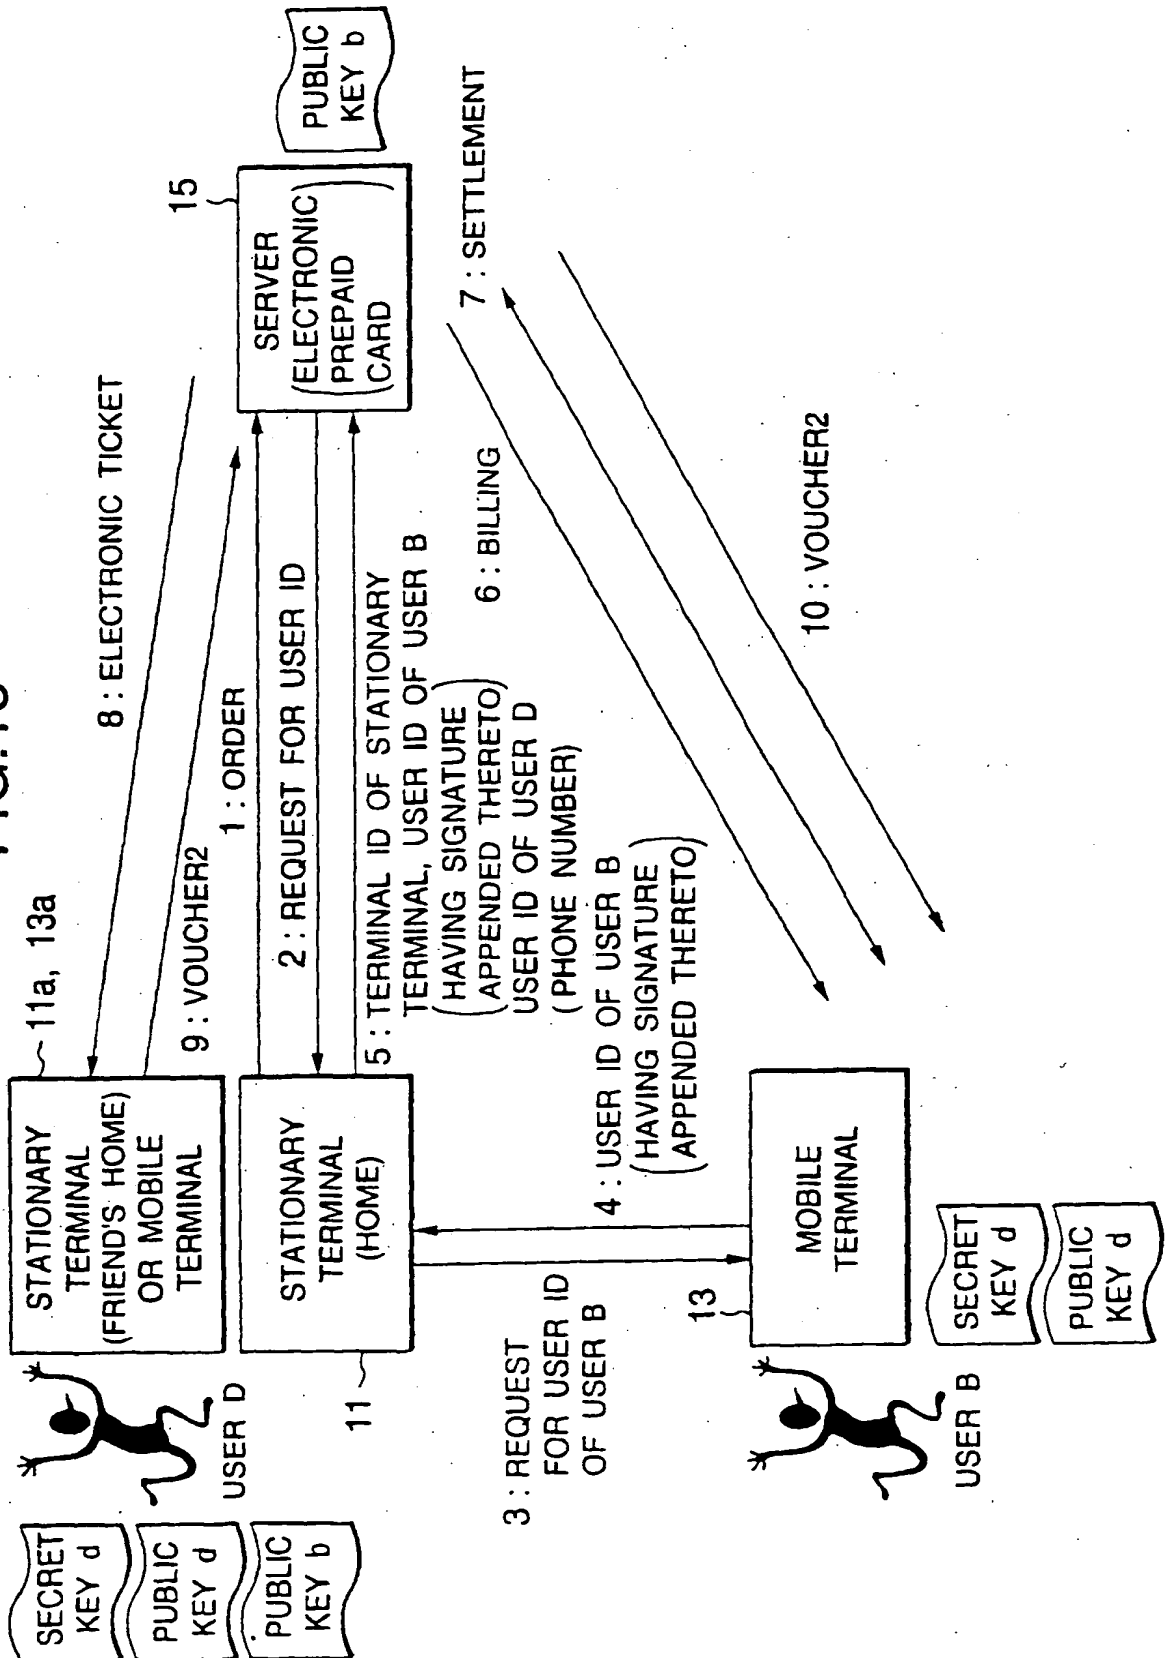 SECRET
KEY d
PUBLIC
KEY d
PUBLIC
KEY b
USER D
STATIONARY
TERMINAL
(FRIEND'S HOME)
OR MOBILE
TERMINAL
11a, 13a
8 : ELECTRONIC TICKET
9 : VOUCHER2
1 : ORDER
2 : REQUEST FOR USER ID
STATIONARY
TERMINAL
(HOME)
11
5 : TERMINAL ID OF STATIONARY
TERMINAL, USER ID OF USER B
(HAVING SIGNATURE
APPENDED THERETO)
USER ID OF USER D
(PHONE NUMBER)
15
SERVER
(ELECTRONIC
PREPAID
CARD)
PUBLIC
KEY b
3 : REQUEST
FOR USER ID
OF USER B
4 : USER ID OF USER B
(HAVING SIGNATURE
APPENDED THERETO)
6 : BILLING
7 : SETTLEMENT
10 : VOUCHER2
13
MOBILE
TERMINAL
USER B
SECRET
KEY d
PUBLIC
KEY d